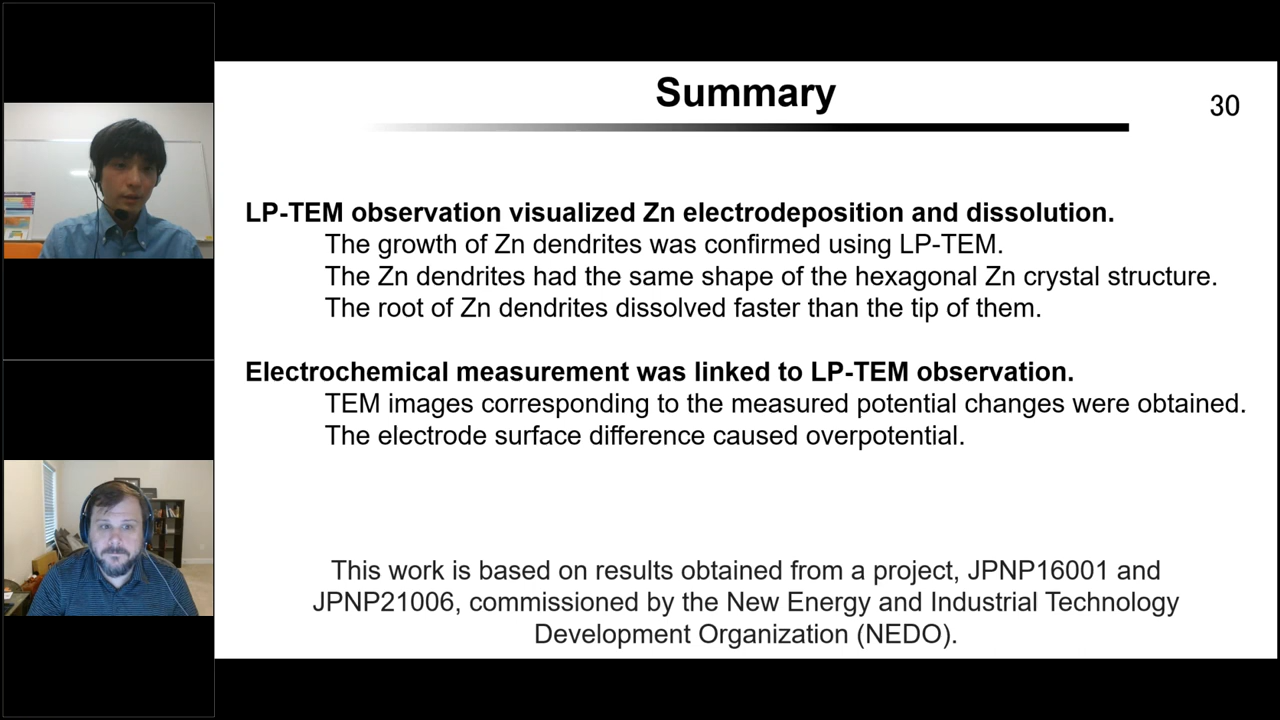 Summary
30
LP-TEM observation visualized Zn electrodeposition and dissolution.
The growth of Zn dendrites was confirmed using LP-TEM.
The Zn dendrites had the same shape of the hexagonal Zn crystal structure.
The root of Zn dendrites dissolved faster than the tip of them.
Electrochemical measurement was linked to LP-TEM observation.
TEM images corresponding to the measured potential changes were obtained.
The electrode surface difference caused overpotential.
This work is based on results obtained from a project, JPNP16001 and
JPNP21006, commissioned by the New Energy and Industrial Technology
Development Organization (NEDO).